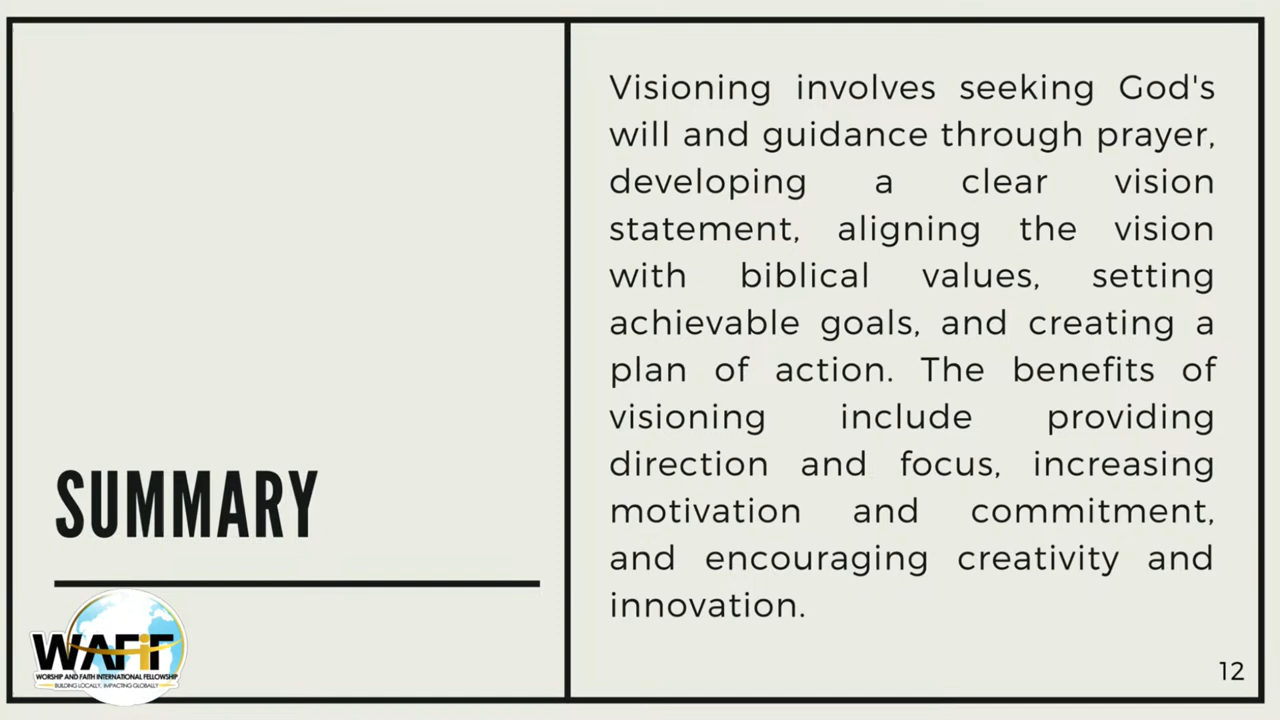 SUMMARY
WAFiF
WORSHIP AND FAITH INTERNATIONAL FELLOWSHIP
BUILDING LOCALLY, IMPACTING GLOBALLY
Visioning involves seeking God's
will and guidance through prayer,
developing a clear vision
statement, aligning the vision
with biblical values, setting
achievable goals, and creating a
plan of action. The benefits of
visioning include providing
direction and focus, increasing
motivation and commitment,
and encouraging creativity and
innovation.
12